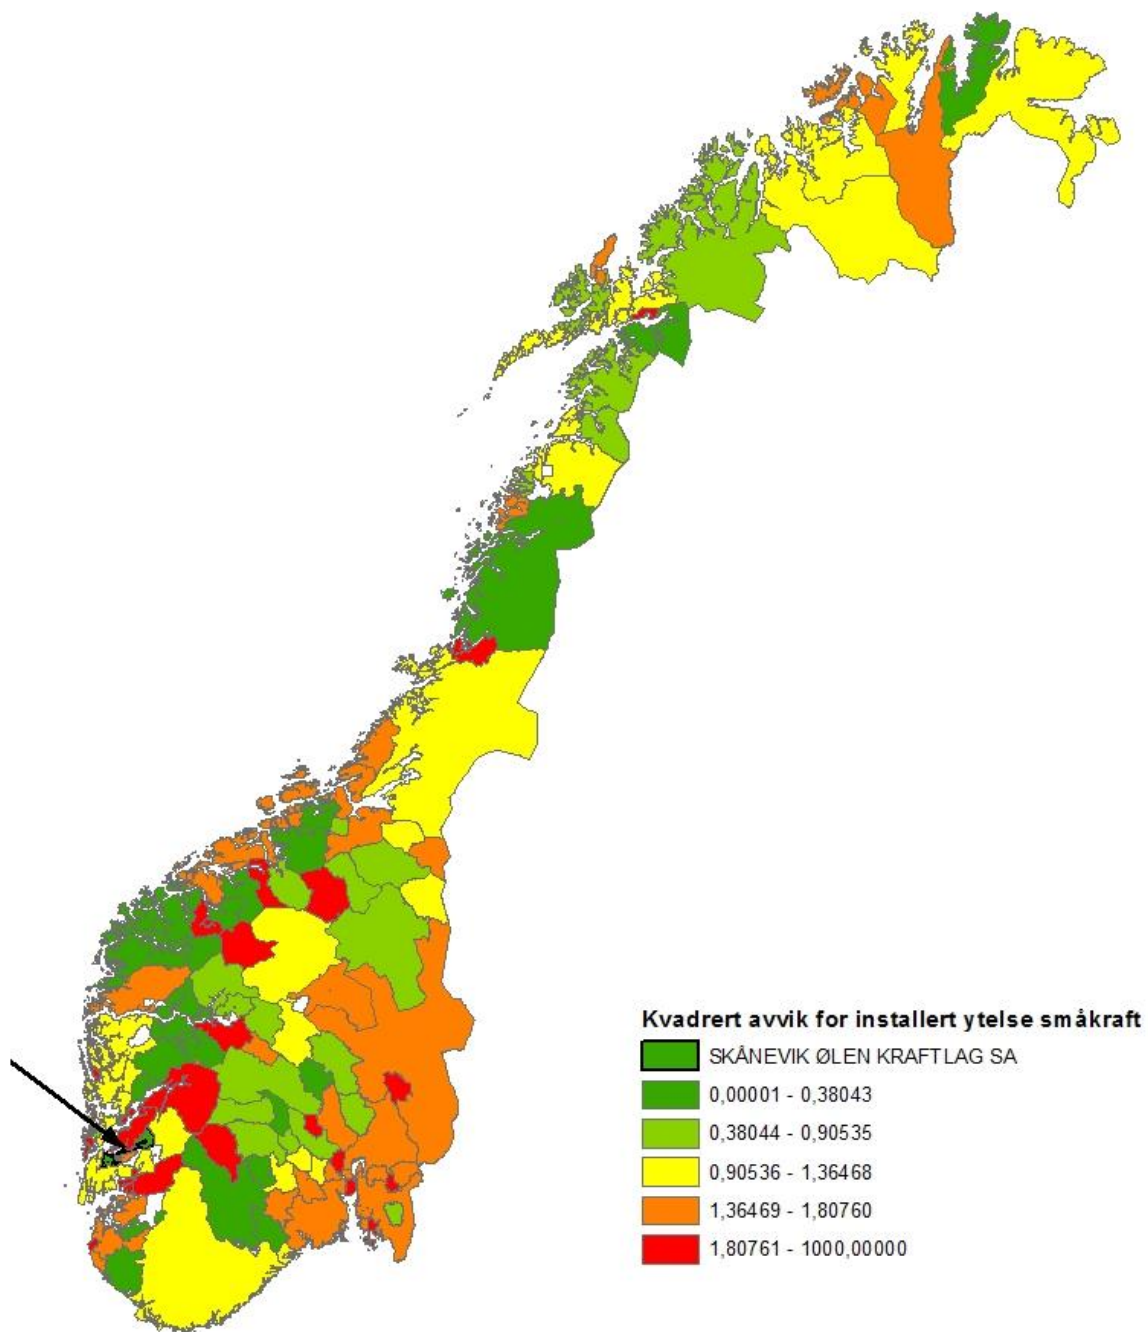 Kvadrert avvik for installert ytelse småkraft
SKÅNEVIK ØLEN KRAFTLAG SA
0,00001 - 0,38043
0,38044 - 0,90535
0,90536 - 1,36468
1,36469 - 1,80760
1,80761 - 1000,00000